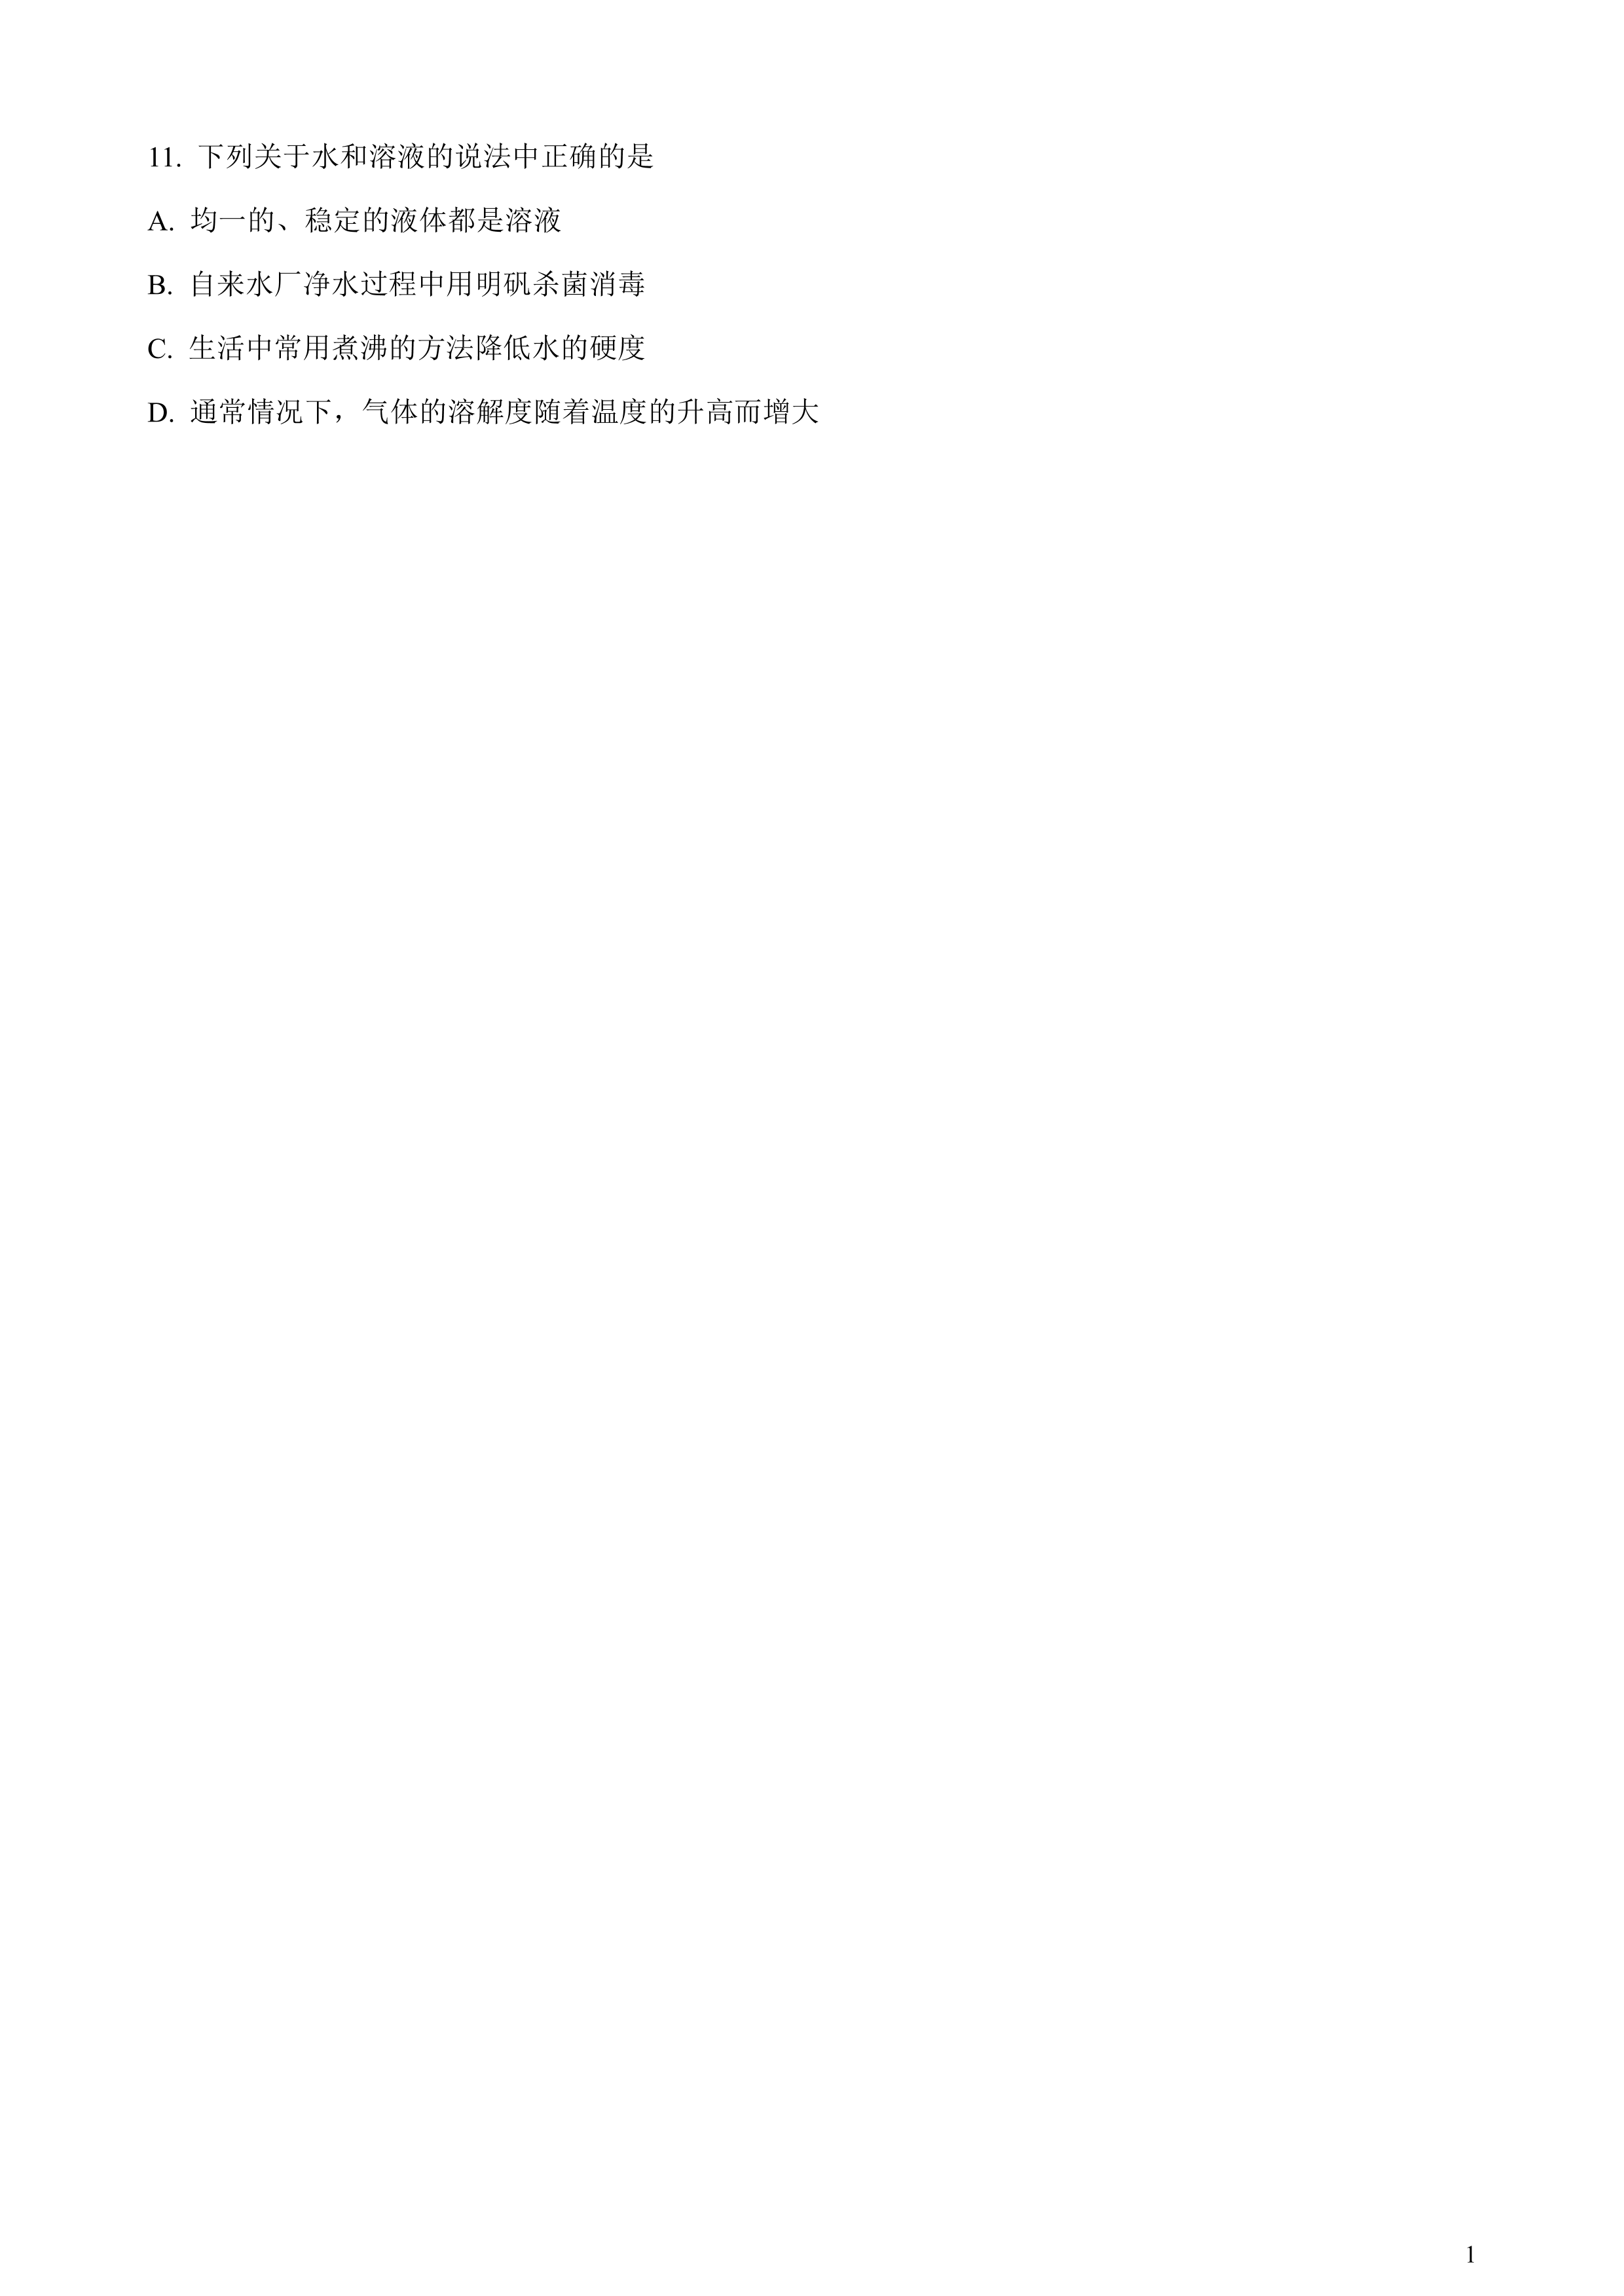 11. 下列关于水和溶液的说法中正确的是
A. 均一的、稳定的液体都是溶液
B. 自来水厂净水过程中用明矾杀菌消毒
C. 生活中常用煮沸的方法降低水的硬度
D. 通常情况下，气体的溶解度随着温度的升高而增大
1